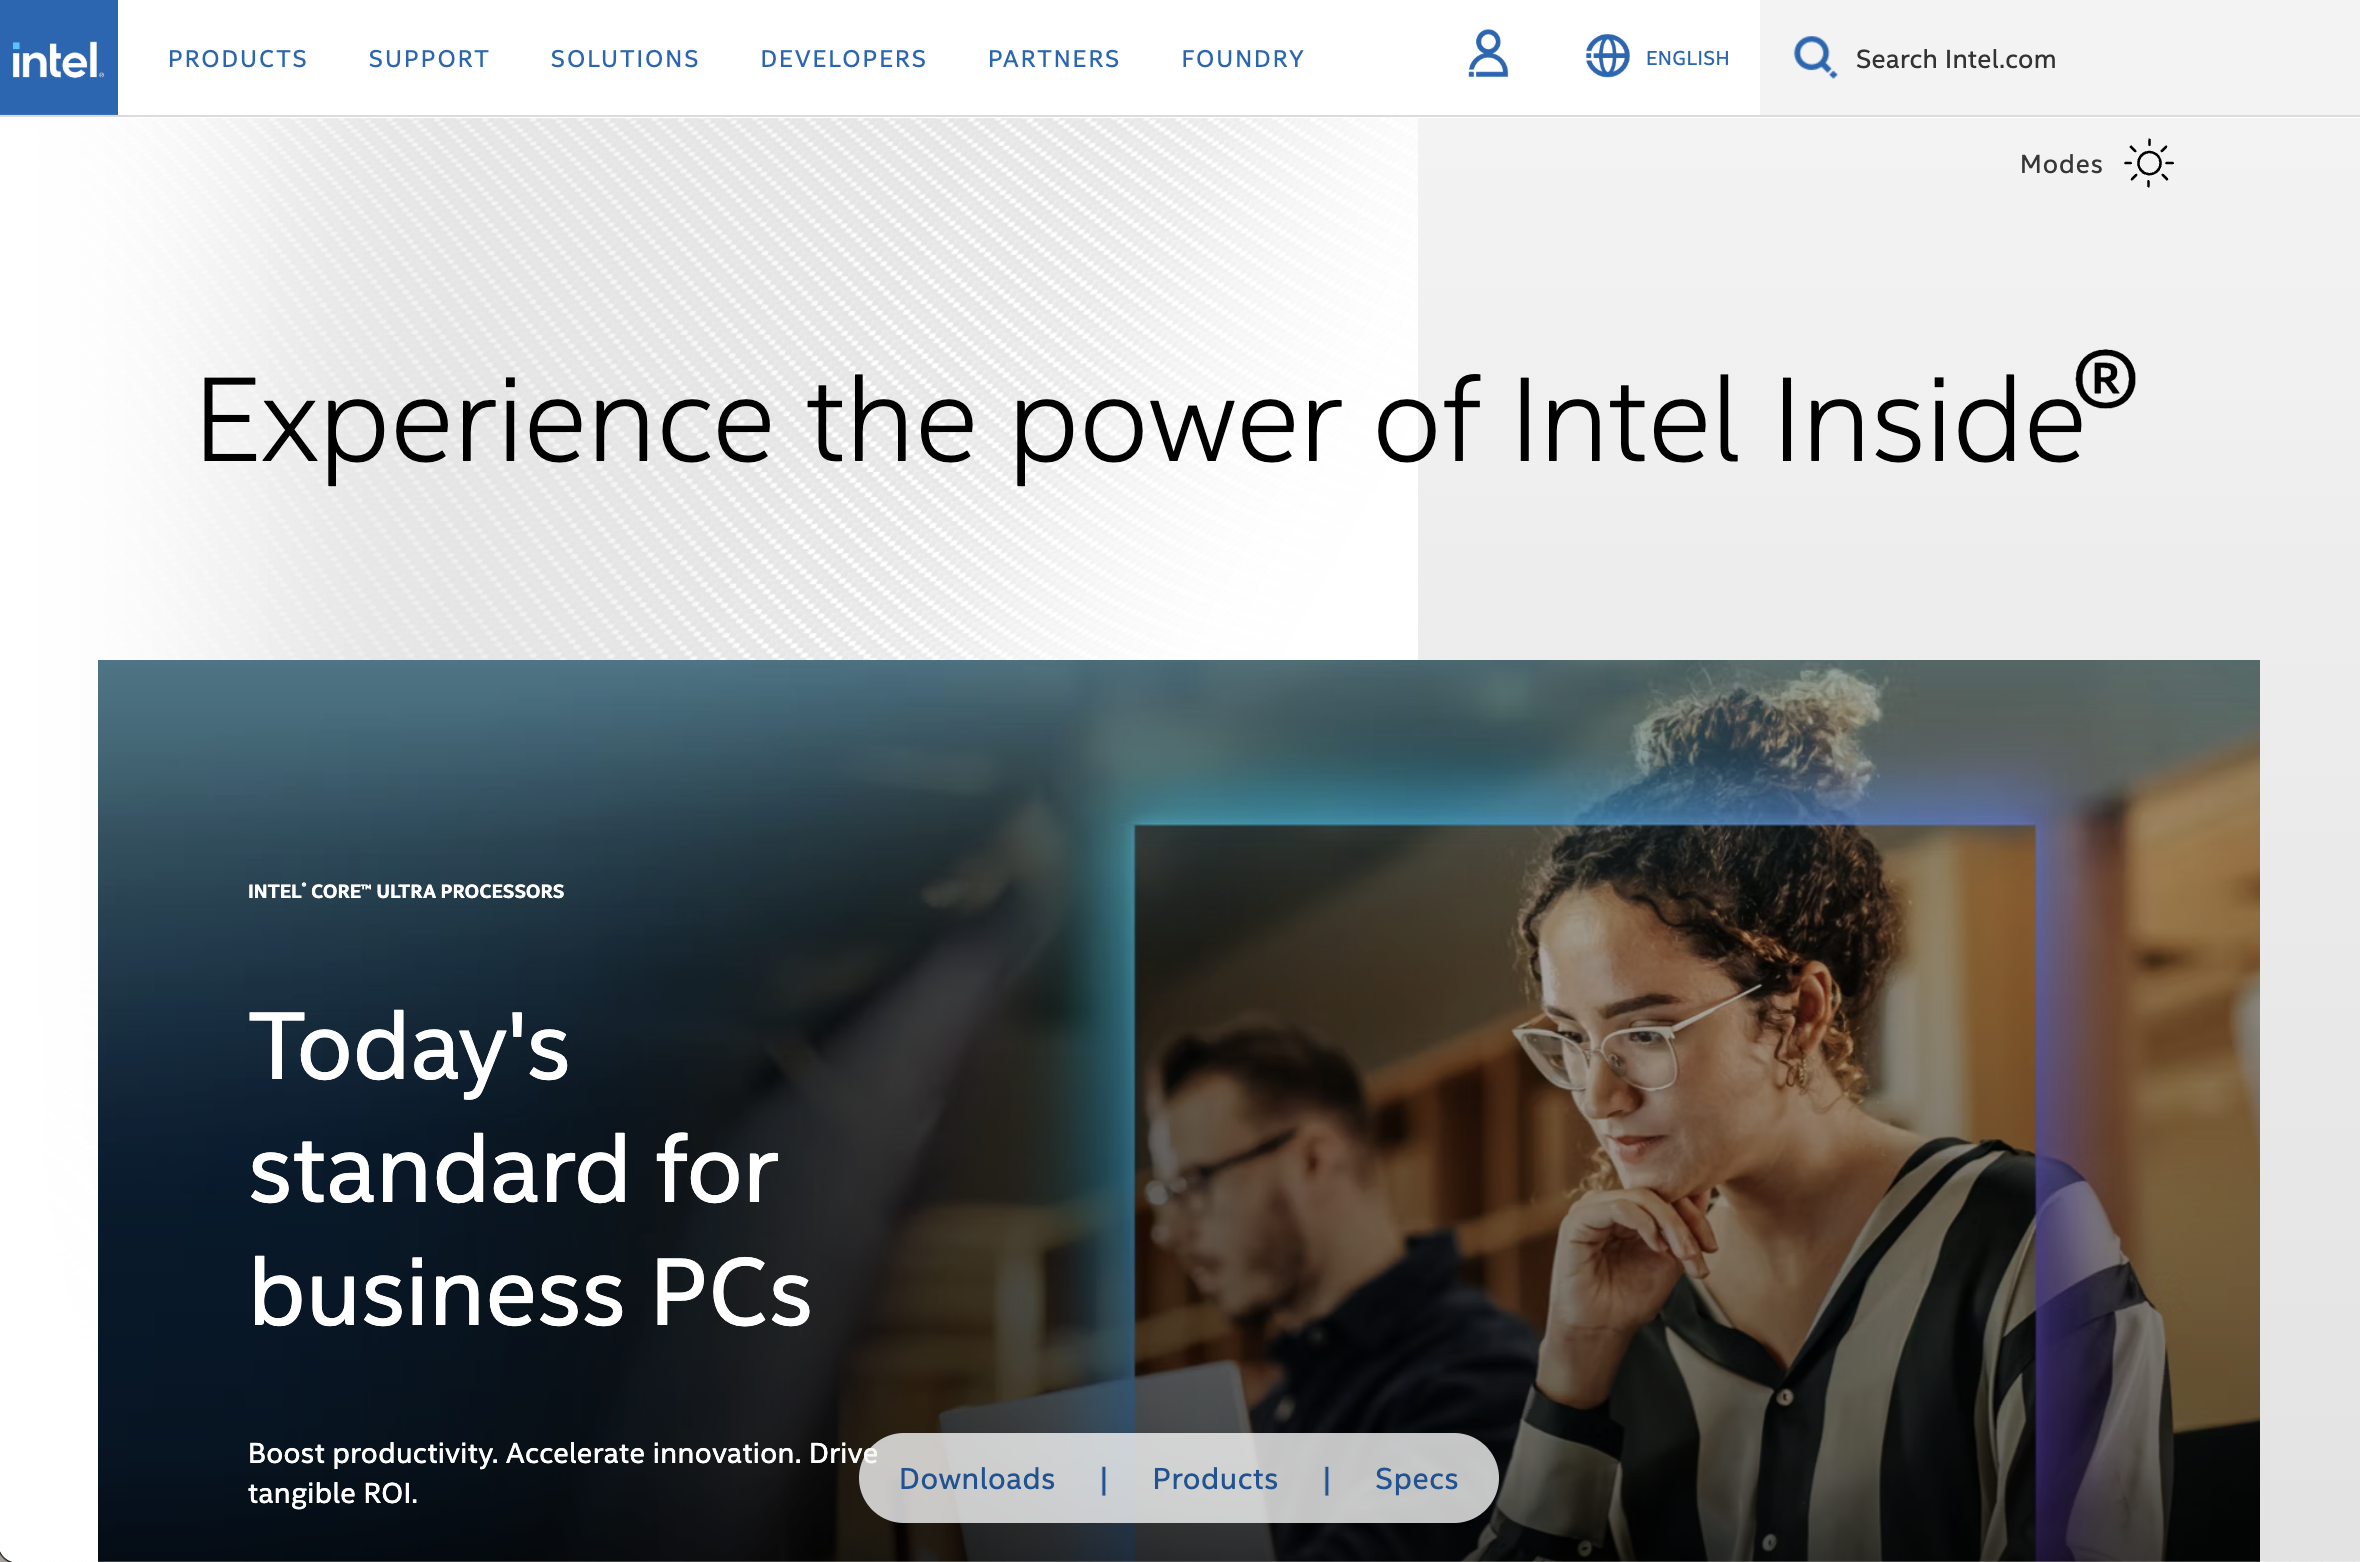 intel.
PRODUCTS
SUPPORT
SOLUTIONS
DEVELOPERS
PARTNERS
FOUNDRY
ENGLISH
Search Intel.com
Modes
Experience the power of Intel Inside®
INTEL® CORE™ ULTRA PROCESSORS
Today's
standard for
business PCs
Boost productivity. Accelerate innovation. Drive
tangible ROI.
Downloads | Products | Specs